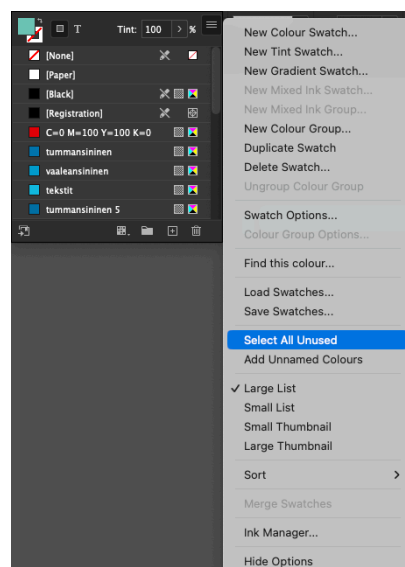 T Tint: 100 > %
[None]
[Paper]
[Black]
[Registration]
C=0 M=100 Y=100 K=0
tummansininen
vaaleansininen
tekstit
tummansininen 5
New Colour Swatch...
New Tint Swatch...
New Gradient Swatch...
New Mixed Ink Swatch...
New Mixed Ink Group...
New Colour Group...
Duplicate Swatch
Delete Swatch...
Ungroup Colour Group
Swatch Options...
Colour Group Options...
Find this colour...
Load Swatches...
Save Swatches...
Select All Unused
Add Unnamed Colours
✓ Large List
Small List
Small Thumbnail
Large Thumbnail
Sort >
Merge Swatches
Ink Manager...
Hide Options